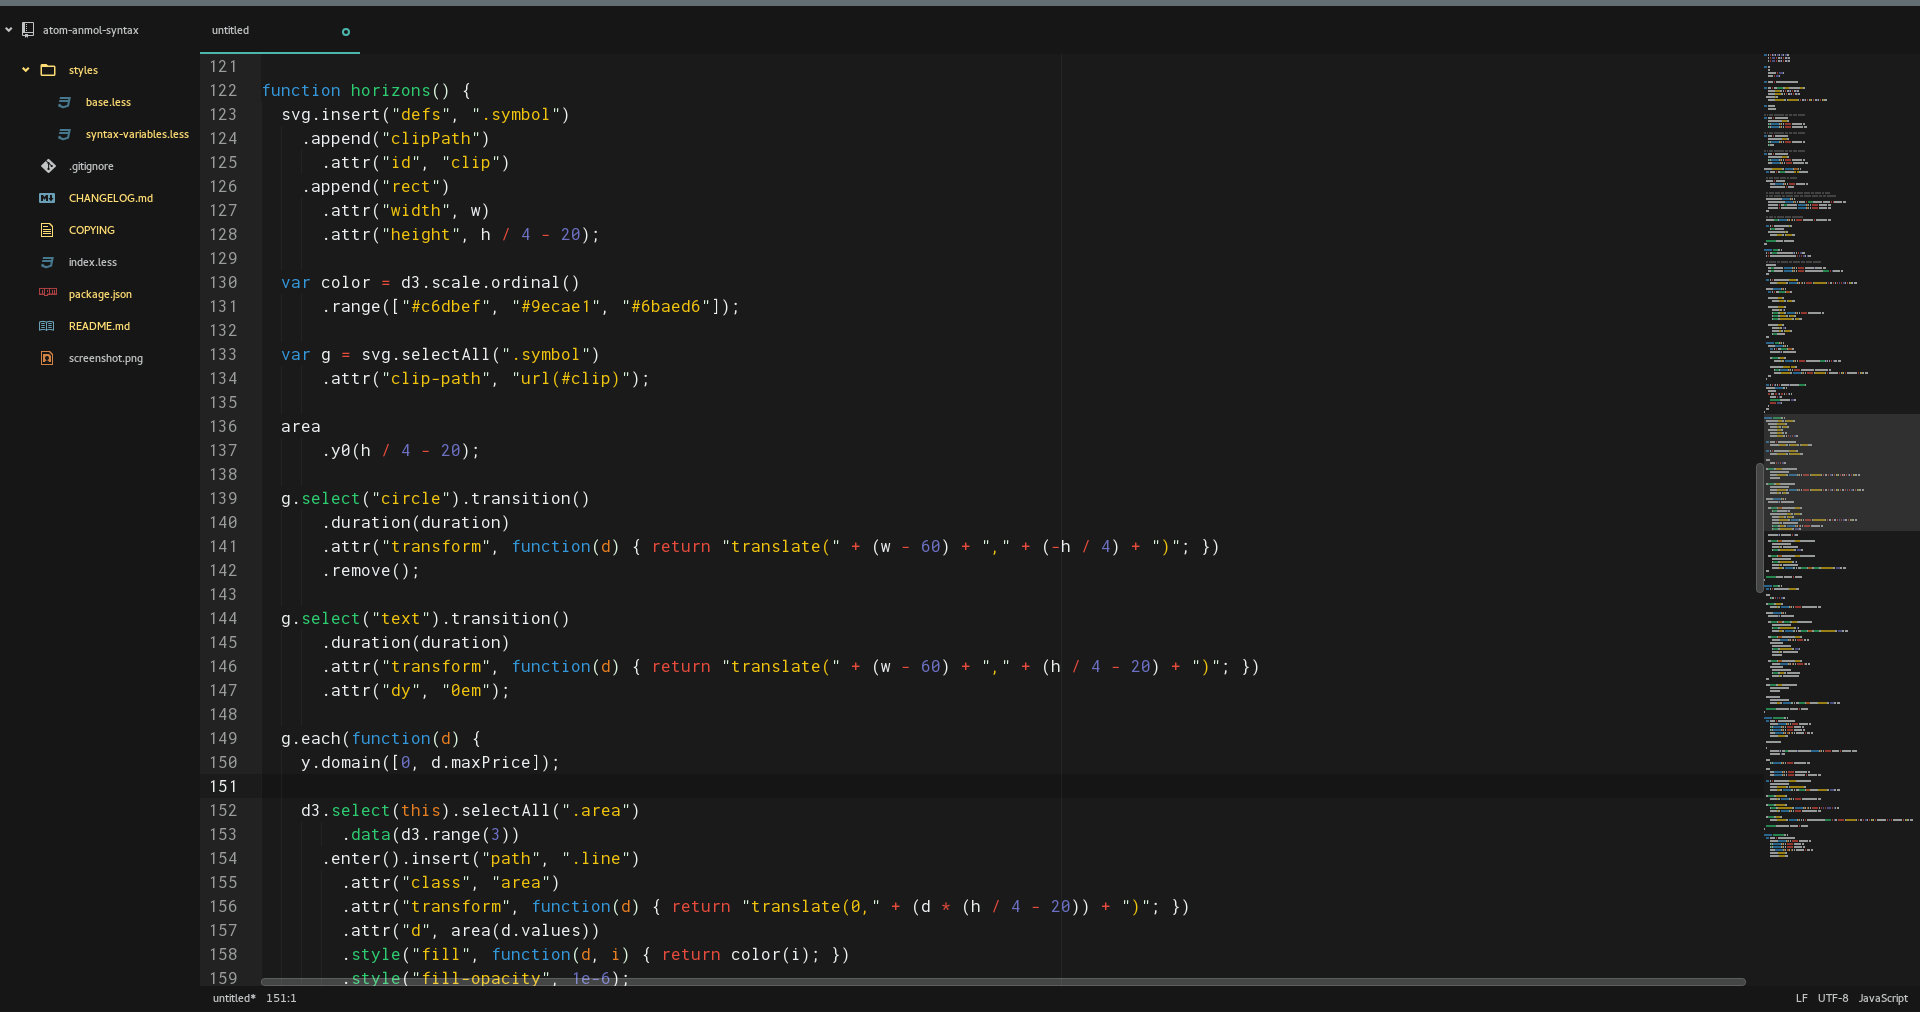 atom-anmol-syntax
styles
base.less
syntax-variables.less
.gitignore
CHANGELOG.md
COPYING
index.less
package.json
README.md
screenshot.png
untitled
121
122 function horizons() {
123 svg.insert("defs", ".symbol")
124 .append("clipPath")
125 .attr("id", "clip")
126 .append("rect")
127 .attr("width", w)
128 .attr("height", h / 4 - 20);
129
130 var color = d3.scale.ordinal()
131 .range(["#c6dbef", "#9ecae1", "#6baed6"]);
132
133 var g = svg.selectAll(".symbol")
134 .attr("clip-path", "url(#clip)");
135
136 area
137 .y0(h / 4 - 20);
138
139 g.select("circle").transition()
140 .duration(duration)
141 .attr("transform", function(d) { return "translate(" + (w - 60) + "," + (-h / 4) + ")"; })
142 .remove();
143
144 g.select("text").transition()
145 .duration(duration)
146 .attr("transform", function(d) { return "translate(" + (w - 60) + "," + (h / 4 - 20) + ")"; })
147 .attr("dy", "0em");
148
149 g.each(function(d) {
150 y.domain([0, d.maxPrice]);
151
152 d3.select(this).selectAll(".area")
153 .data(d3.range(3))
154 .enter().insert("path", ".line")
155 .attr("class", "area")
156 .attr("transform", function(d) { return "translate(0," + (d * (h / 4 - 20)) + ")"; })
157 .attr("d", area(d.values))
158 .style("fill", function(d, i) { return color(i); })
159 .style("fill-opacity", 1e-6);
untitled* 151:1
LF UTF-8 JavaScript